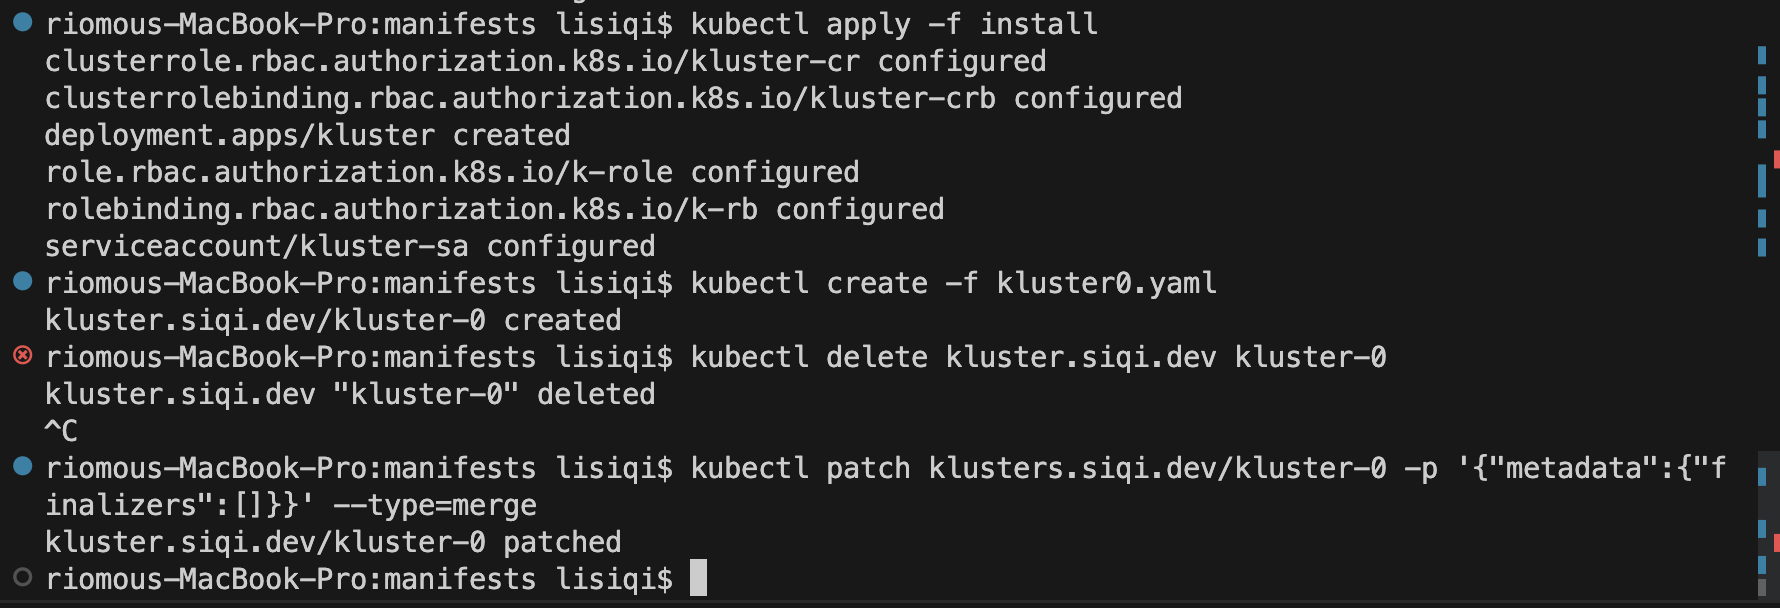 riomous-MacBook-Pro:manifests lisiqi$ kubectl apply -f install
clusterrole.rbac.authorization.k8s.io/kluster-cr configured
clusterrolebinding.rbac.authorization.k8s.io/kluster-crb configured
deployment.apps/kluster created
role.rbac.authorization.k8s.io/k-role configured
rolebinding.rbac.authorization.k8s.io/k-rb configured
serviceaccount/kluster-sa configured
riomous-MacBook-Pro:manifests lisiqi$ kubectl create -f kluster0.yaml
kluster.siqi.dev/kluster-0 created
riomous-MacBook-Pro:manifests lisiqi$ kubectl delete kluster.siqi.dev kluster-0
kluster.siqi.dev "kluster-0" deleted
^C
riomous-MacBook-Pro:manifests lisiqi$ kubectl patch klusters.siqi.dev/kluster-0 -p '{"metadata":{"f
inalizers":[]}}' --type=merge
kluster.siqi.dev/kluster-0 patched
riomous-MacBook-Pro:manifests lisiqi$